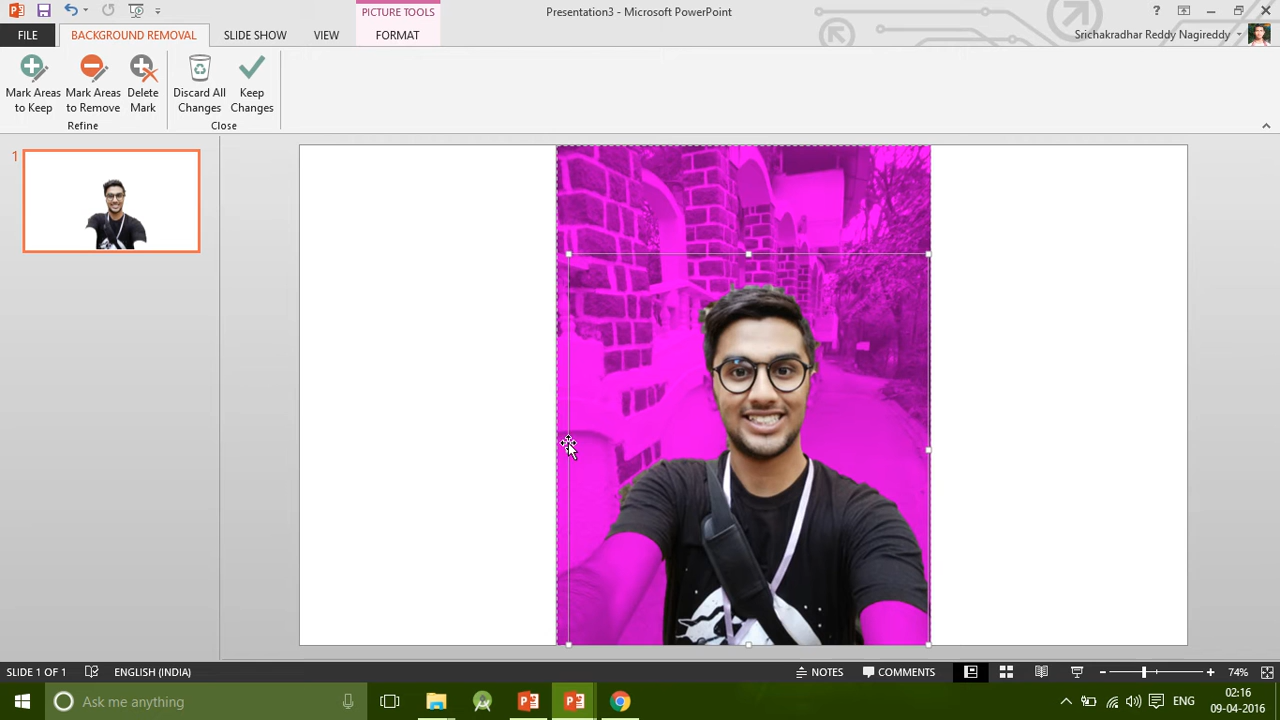 Presentation3 - Microsoft PowerPoint
PICTURE TOOLS
FILE
BACKGROUND REMOVAL
SLIDE SHOW
VIEW
FORMAT
Srichakradhar Reddy Nagireddy
Mark Areas to Keep
Mark Areas to Remove
Delete Mark
Discard All Changes
Keep Changes
Refine
Close
1
SLIDE 1 OF 1
ENGLISH (INDIA)
NOTES
COMMENTS
74%
Ask me anything
ENG
02:16
09-04-2016